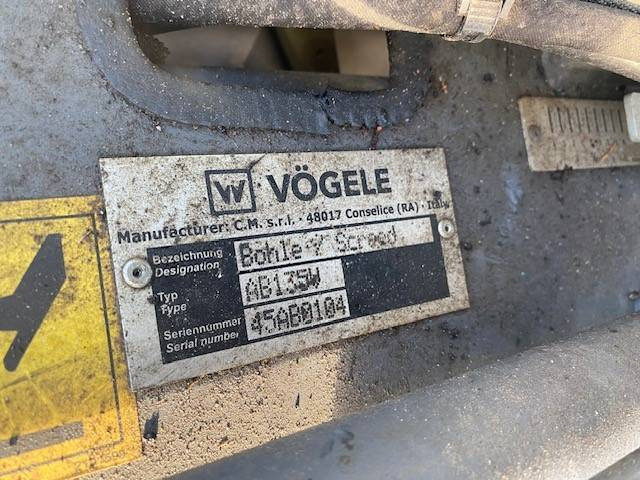 VÖGELE
Manufacturer: C.M. s.r.l. · 48017 Conselice (RA) · Italy
Bezeichnung
Designation
Bohle / Screed
Typ
Type
AB135W
Seriennummer
Serial number
45AB0104